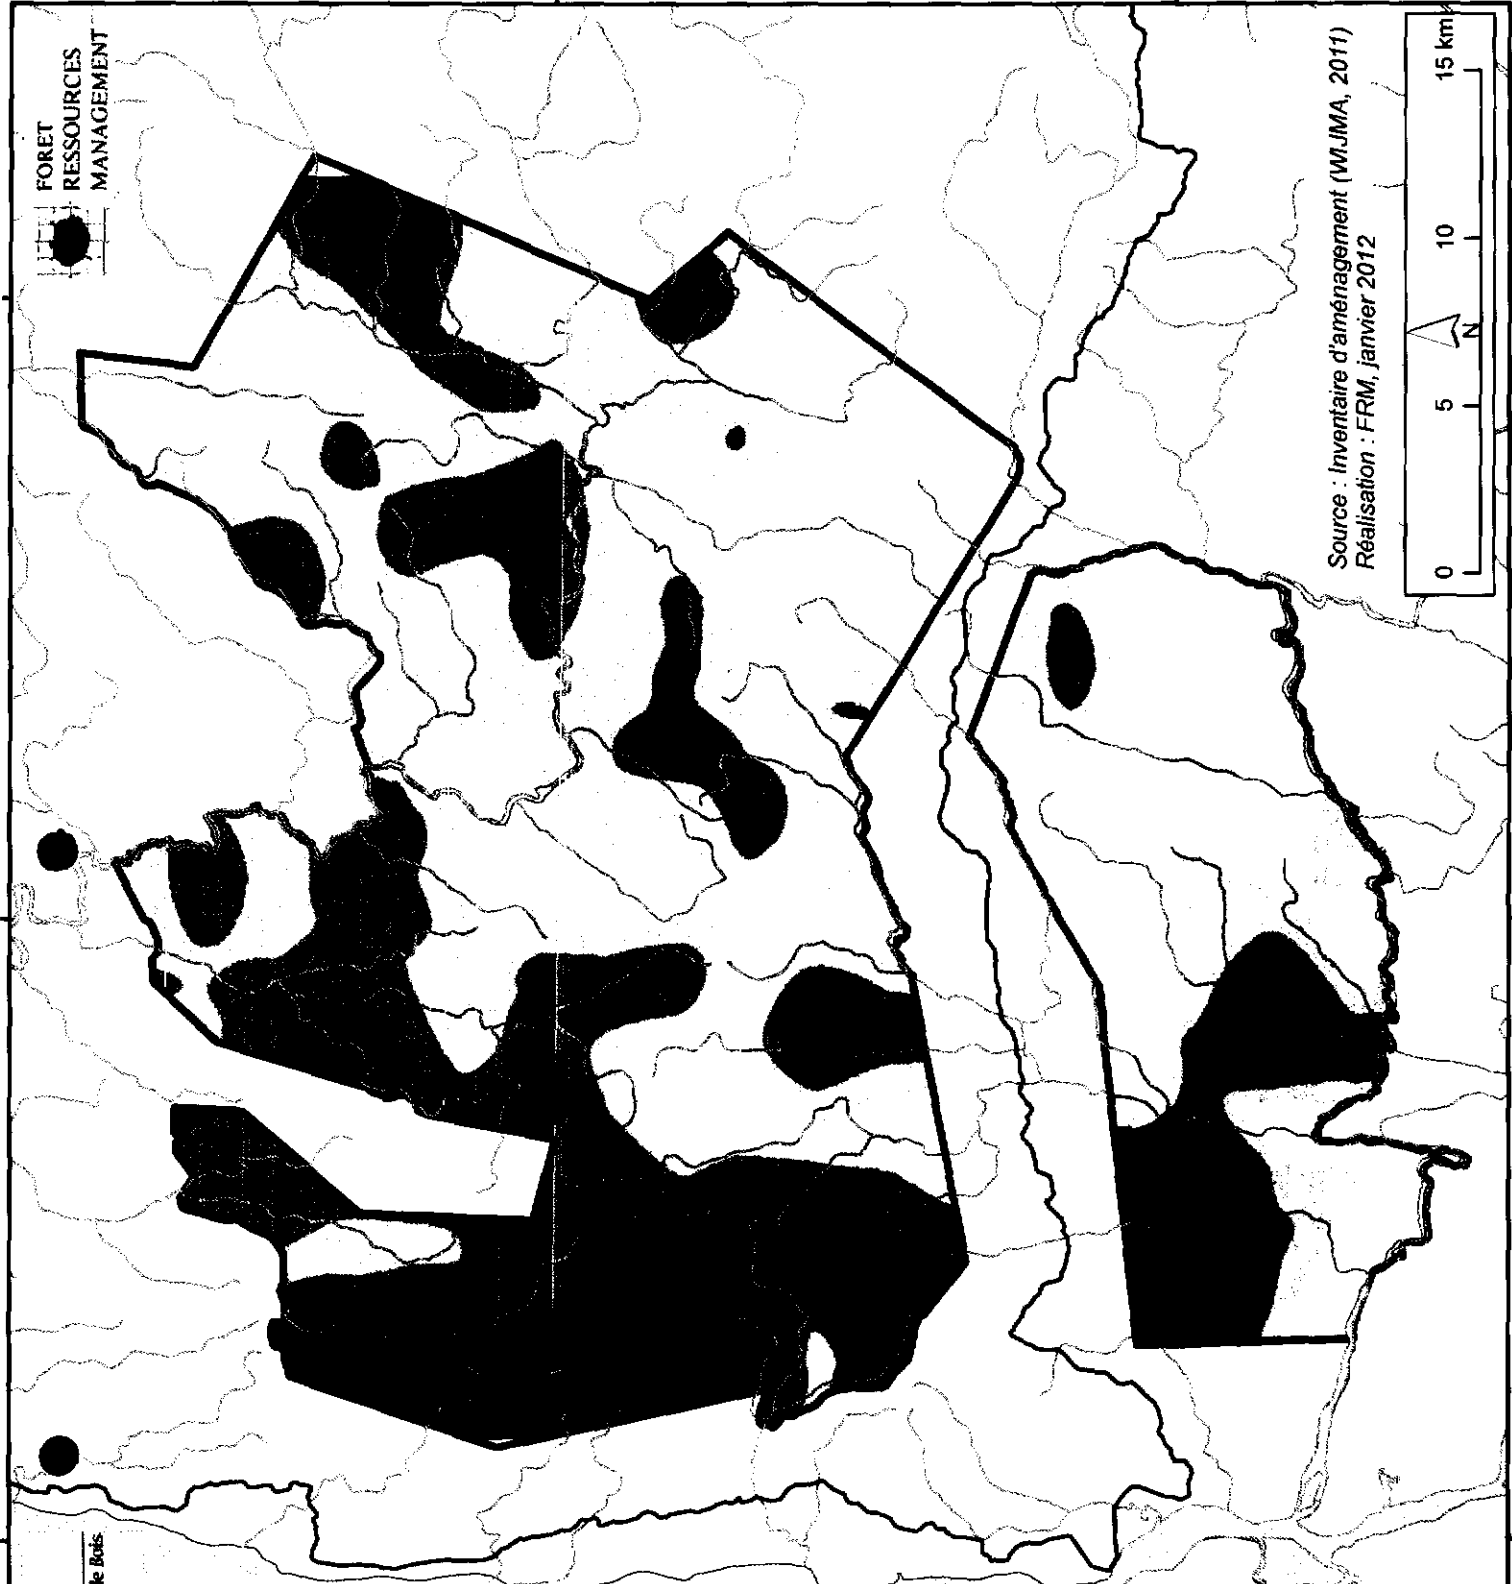 FORET
RESSOURCES
MANAGEMENT
Source : Inventaire d'aménagement (WIJMA, 2011)
Réalisation : FRM, janvier 2012
0 5 10 15 km
N
le Bois